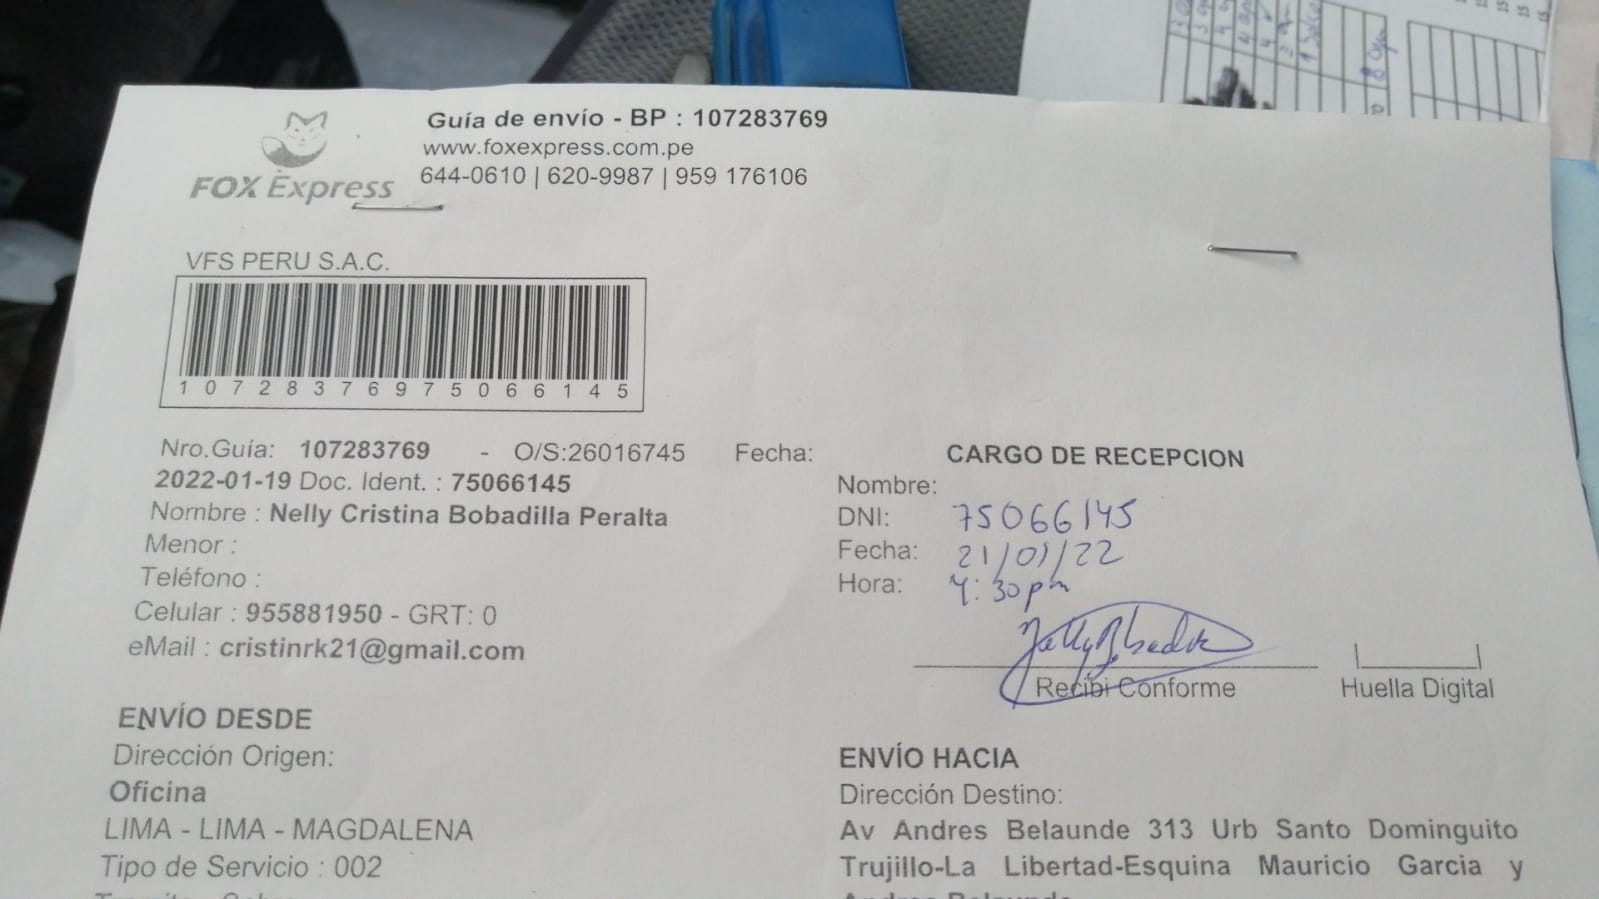 Guía de envío - BP : 107283769
www.foxexpress.com.pe
644-0610 | 620-9987 | 959 176106
FOX Express
VFS PERU S.A.C.
10728376975066145
Nro.Guía: 107283769 - O/S:26016745 Fecha:
2022-01-19 Doc. Ident. : 75066145
Nombre : Nelly Cristina Bobadilla Peralta
Menor :
Teléfono :
Celular : 955881950 - GRT: 0
eMail : cristinrk21@gmail.com
CARGO DE RECEPCION
Nombre:
DNI: 75066145
Fecha: 21/01/22
Hora: 4:30pm
Recibi Conforme
Huella Digital
ENVÍO DESDE
Dirección Origen:
Oficina
LIMA - LIMA - MAGDALENA
Tipo de Servicio : 002
ENVÍO HACIA
Dirección Destino:
Av Andres Belaunde 313 Urb Santo Dominguito
Trujillo-La Libertad-Esquina Mauricio Garcia y
Andres Belaunde